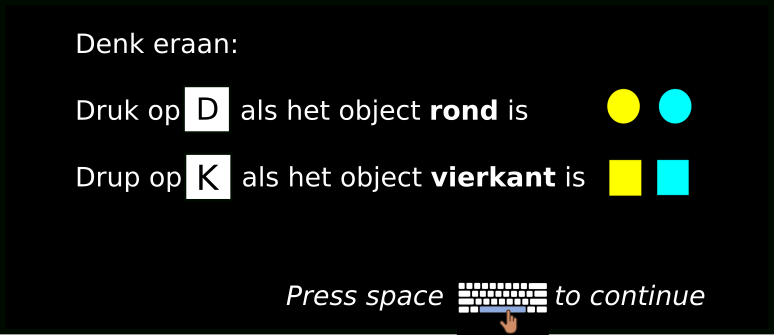 Denk eraan:
Druk op D als het object rond is
Drup op K als het object vierkant is
Press space to continue